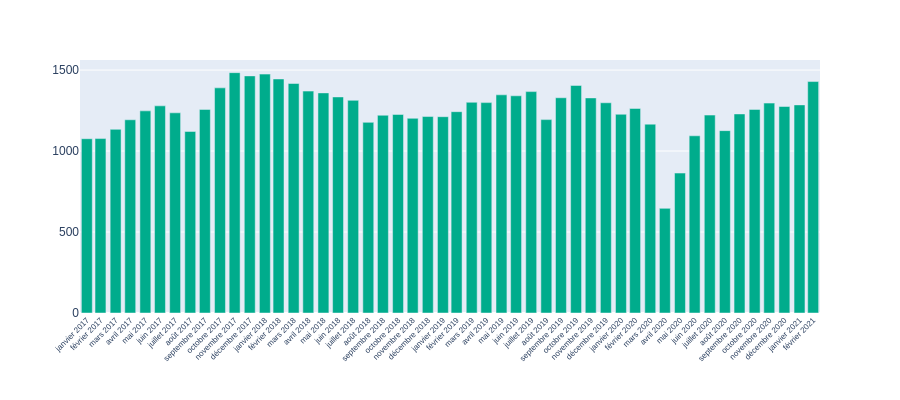 1500
1000
500
0
janvier 2017
février 2017
mars 2017
avril 2017
mai 2017
juin 2017
juillet 2017
août 2017
septembre 2017
octobre 2017
novembre 2017
décembre 2017
janvier 2018
février 2018
mars 2018
avril 2018
mai 2018
juin 2018
juillet 2018
août 2018
septembre 2018
octobre 2018
novembre 2018
décembre 2018
janvier 2019
février 2019
mars 2019
avril 2019
mai 2019
juin 2019
juillet 2019
août 2019
septembre 2019
octobre 2019
novembre 2019
décembre 2019
janvier 2020
février 2020
mars 2020
avril 2020
mai 2020
juin 2020
juillet 2020
août 2020
septembre 2020
octobre 2020
novembre 2020
décembre 2020
janvier 2021
février 2021